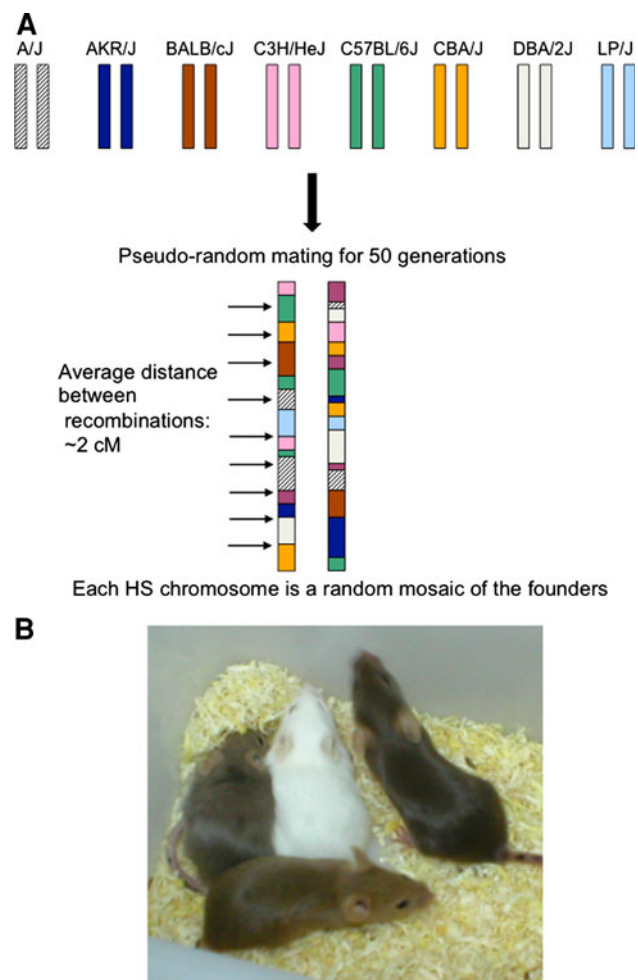 A
A/J AKR/J BALB/cJ C3H/HeJ C57BL/6J CBA/J DBA/2J LP/J
Pseudo-random mating for 50 generations
Average distance
between
recombinations:
~2 cM
Each HS chromosome is a random mosaic of the founders
B